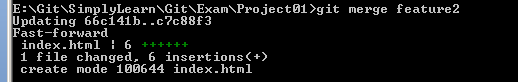 E:\Git\SimplyLearn\Git\Exam\Project01>git merge feature2
Updating 66c141b..c7c88f3
Fast-forward
 index.html | 6 ++++++
 1 file changed, 6 insertions(+)
 create mode 100644 index.html